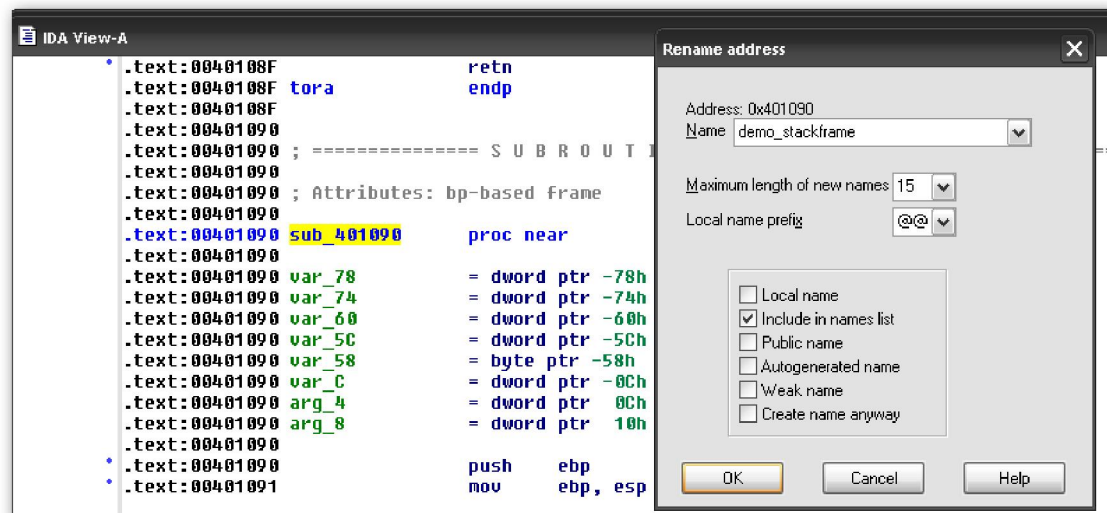 IDA View-A
.text:0040108F retn
.text:0040108F tora endp
.text:0040108F
.text:00401090
.text:00401090 ; =============== S U B R O U T I
.text:00401090
.text:00401090 ; Attributes: bp-based frame
.text:00401090
.text:00401090 sub_401090 proc near
.text:00401090
.text:00401090 var_78 = dword ptr -78h
.text:00401090 var_74 = dword ptr -74h
.text:00401090 var_60 = dword ptr -60h
.text:00401090 var_5C = dword ptr -5Ch
.text:00401090 var_58 = byte ptr -58h
.text:00401090 var_C = dword ptr -0Ch
.text:00401090 arg_4 = dword ptr 0Ch
.text:00401090 arg_8 = dword ptr 10h
.text:00401090
.text:00401090 push ebp
.text:00401091 mov ebp, esp
Rename address
Address: 0x401090
Name demo_stackframe
Maximum length of new names 15
Local name prefix @@
Local name
Include in names list
Public name
Autogenerated name
Weak name
Create name anyway
OK Cancel Help